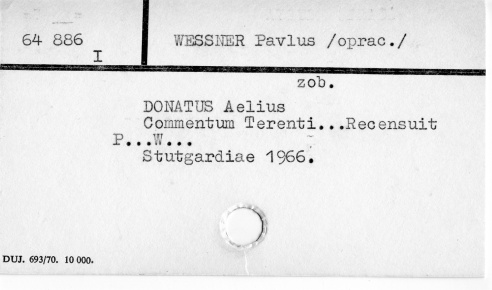 64 886
I
WESSNER Pavlus /oprac./
zob.
DONATUS Aelius
Commentum Terenti...Recensuit
P...W...
Stutgardiae 1966.
DUJ. 693/70. 10 000.